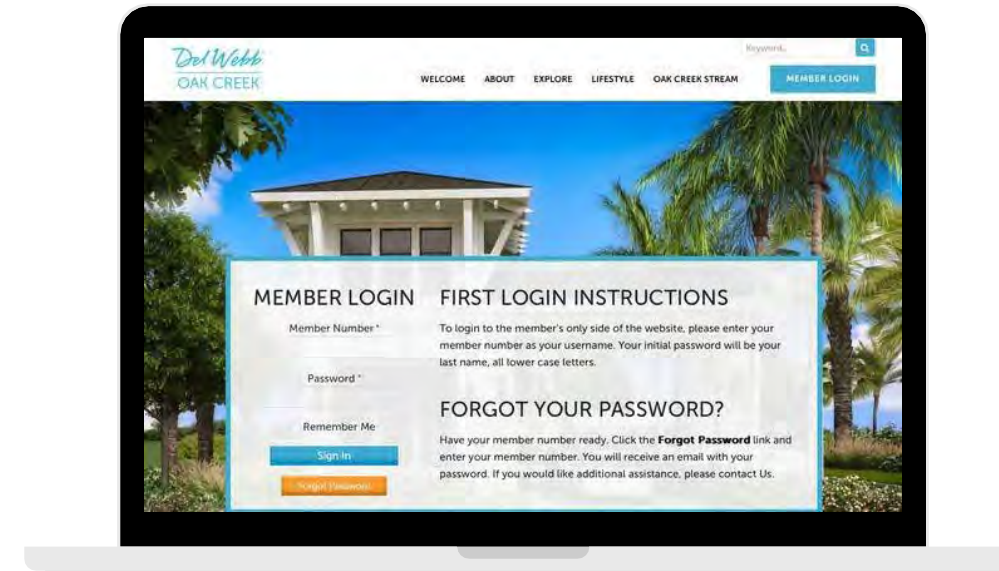 Del Webb
OAK CREEK
Keyword..
WELCOME ABOUT EXPLORE LIFESTYLE OAK CREEK STREAM MEMBER LOGIN
MEMBER LOGIN
Member Number *
Password *
Remember Me
Sign In
Forgot Password
FIRST LOGIN INSTRUCTIONS
To login to the member's only side of the website, please enter your
member number as your username. Your initial password will be your
last name, all lower case letters.
FORGOT YOUR PASSWORD?
Have your member number ready. Click the Forgot Password link and
enter your member number. You will receive an email with your
password. If you would like additional assistance, please contact Us.